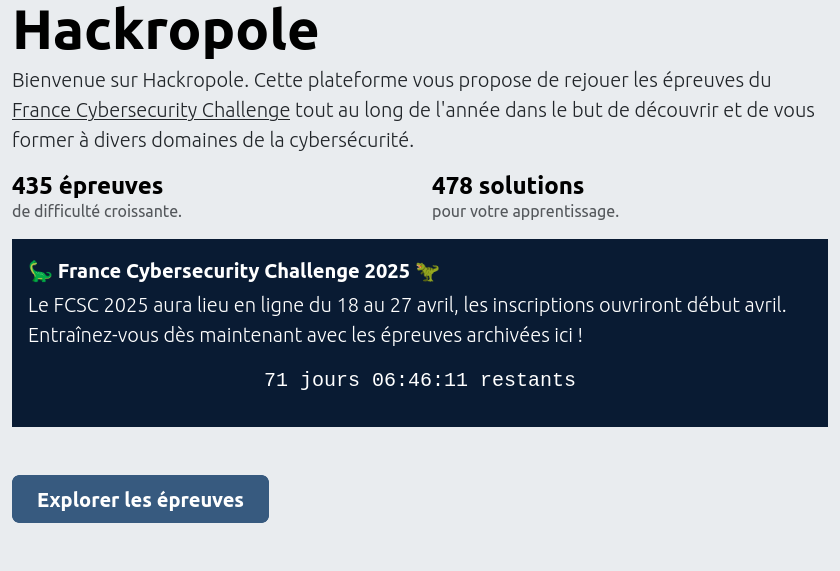 Hackropole
Bienvenue sur Hackropole. Cette plateforme vous propose de rejouer les épreuves du
France Cybersecurity Challenge tout au long de l'année dans le but de découvrir et de vous
former à divers domaines de la cybersécurité.
435 épreuves
de difficulté croissante.
478 solutions
pour votre apprentissage.
🦕 France Cybersecurity Challenge 2025 🦖
Le FCSC 2025 aura lieu en ligne du 18 au 27 avril, les inscriptions ouvriront début avril.
Entraînez-vous dès maintenant avec les épreuves archivées ici !
71 jours 06:46:11 restants
Explorer les épreuves